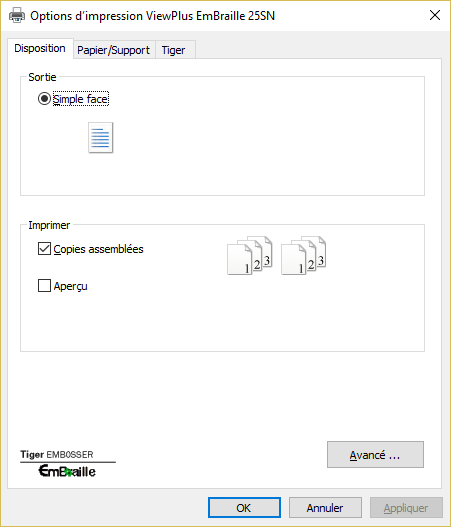 Options d'impression ViewPlus EmBraille 25SN
Disposition Papier/Support Tiger
Sortie
Simple face
Imprimer
Copies assemblées
1 2 3 1 2 3
Aperçu
Tiger EMBOSSER
EmBraille
Avancé ...
OK Annuler Appliquer